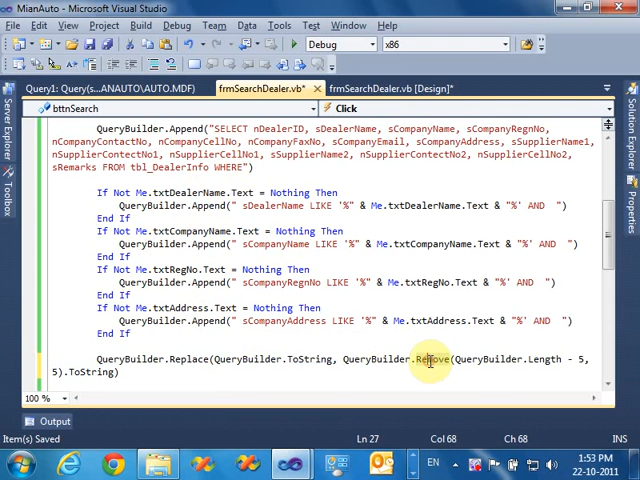 MianAuto - Microsoft Visual Studio
File Edit View Project Build Debug Team Data Tools Test Window Help
Debug x86
Query1: Query(s...ANAUTO\AUTO.MDF) frmSearchDealer.vb* frmSearchDealer.vb [Design]*
bttnSearch Click
QueryBuilder.Append("SELECT nDealerID, sDealerName, sCompanyName, sCompanyRegnNo,
nCompanyContactNo, nCompanyCellNo, nCompanyFaxNo, sCompanyEmail, sCompanyAddress, sSupplierName1,
nSupplierContectNo1, nSupplierCellNo1, sSupplierName2, nSupplierContectNo2, nSupplierCellNo2,
sRemarks FROM tbl_DealerInfo WHERE")
If Not Me.txtDealerName.Text = Nothing Then
QueryBuilder.Append(" sDealerName LIKE '%" & Me.txtDealerName.Text & "%' AND  ")
End If
If Not Me.txtCompanyName.Text = Nothing Then
QueryBuilder.Append(" sCompanyName LIKE '%" & Me.txtCompanyName.Text & "%' AND  ")
End If
If Not Me.txtRegNo.Text = Nothing Then
QueryBuilder.Append(" sCompanyRegnNo LIKE '%" & Me.txtRegNo.Text & "%' AND  ")
End If
If Not Me.txtAddress.Text = Nothing Then
QueryBuilder.Append(" sCompanyAddress LIKE '%" & Me.txtAddress.Text & "%' AND  ")
End If
QueryBuilder.Replace(QueryBuilder.ToString, QueryBuilder.Remove(QueryBuilder.Length - 5,
5).ToString)
100 %
Server Explorer
Toolbox
Solution Explorer
Properties
Output
Item(s) Saved Ln 27 Col 68 Ch 68 INS
EN 1:53 PM
22-10-2011